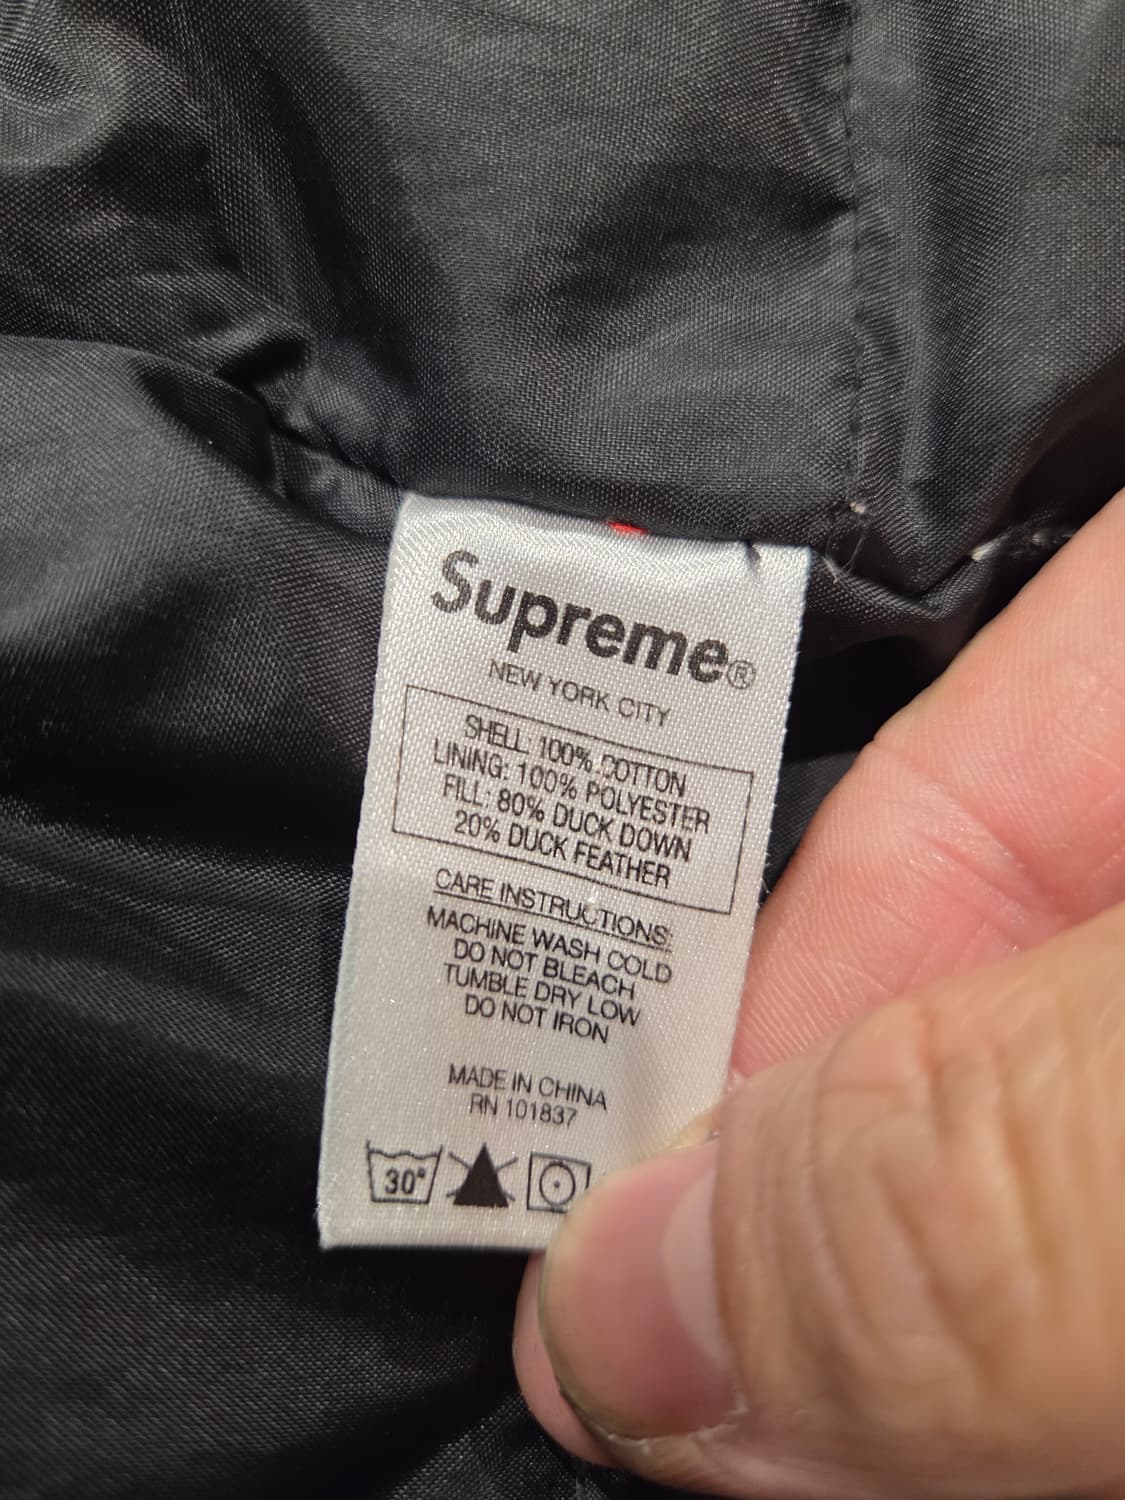 Supreme®
NEW YORK CITY
SHELL 100% COTTON
LINING: 100% POLYESTER
FILL: 80% DUCK DOWN
20% DUCK FEATHER
CARE INSTRUCTIONS:
MACHINE WASH COLD
DO NOT BLEACH
TUMBLE DRY LOW
DO NOT IRON
MADE IN CHINA
RN 101837
30°